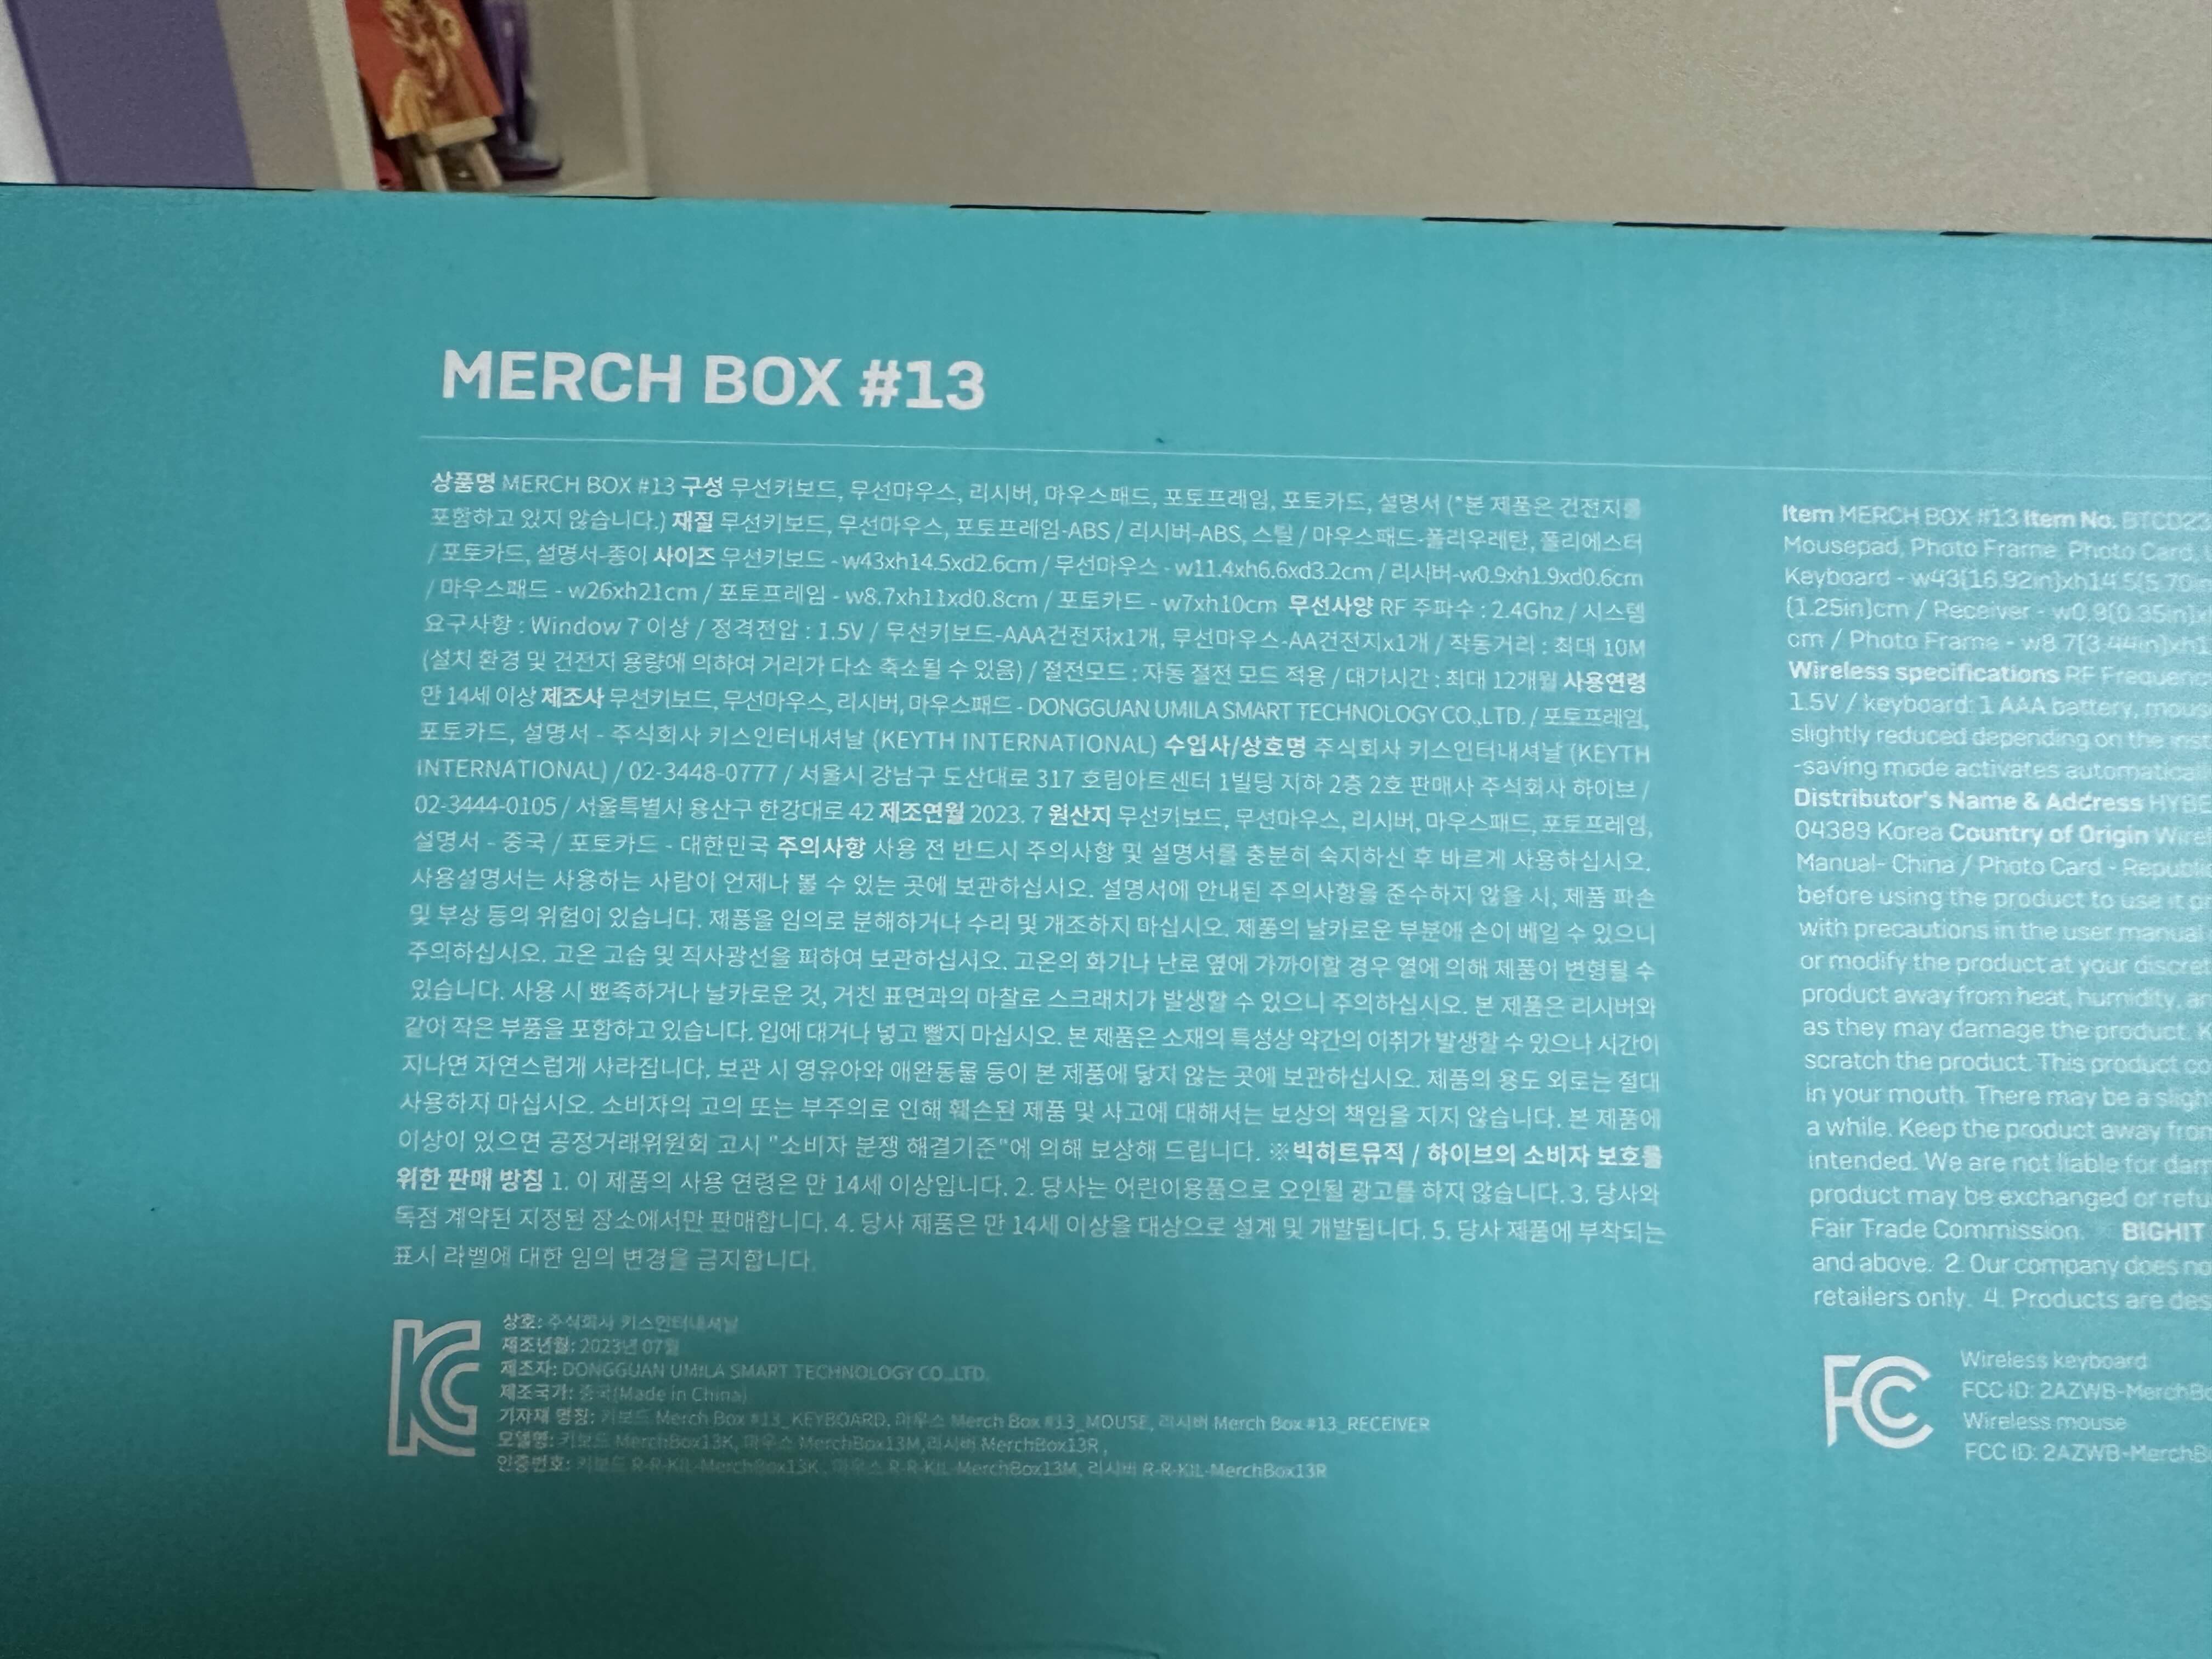 MERCH BOX #13
상품명 MERCH BOX #13 구성 무선키보드, 무선마우스, 리시버, 마우스패드, 포토프레임, 포토카드, 설명서 (*본 제품은 건전지를
포함하고 있지 않습니다.) 재질 무선키보드, 무선마우스, 포토프레임-ABS / 리시버-ABS, 스틸 / 마우스패드-폴리우레탄, 폴리에스터
/ 포토카드, 설명서-종이 사이즈 무선키보드 - w43xh14.5xd2.6cm / 무선마우스 - w11.4xh6.6xd3.2cm / 리시버-w0.9xh1.9xd0.6cm
/ 마우스패드 - w26xh21cm / 포토프레임 - w8.7xh11xd0.8cm / 포토카드 - w7xh10cm 무선사양 RF 주파수 : 2.4Ghz / 시스템
요구사항 : Window 7 이상 / 정격전압 : 1.5V / 무선키보드-AAA건전지x1개, 무선마우스-AA건전지x1개 / 작동거리 : 최대 10M
(설치 환경 및 건전지 용량에 의하여 거리가 다소 축소될 수 있음) / 절전모드 : 자동 절전 모드 적용 / 대기시간 : 최대 12개월 사용연령
만 14세 이상 제조사 무선키보드, 무선마우스, 리시버, 마우스패드 - DONGGUAN UMILA SMART TECHNOLOGY CO.,LTD. / 포토프레임,
포토카드, 설명서 - 주식회사 키스인터내셔날 (KEYTH INTERNATIONAL) 수입사/상호명 주식회사 키스인터내셔날 (KEYTH
INTERNATIONAL) / 02-3448-0777 / 서울시 강남구 도산대로 317 호림아트센터 1빌딩 지하 2층 2호 판매사 주식회사 하이브 /
02-3444-0105 / 서울특별시 용산구 한강대로 42 제조연월 2023. 7 원산지 무선키보드, 무선마우스, 리시버, 마우스패드, 포토프레임,
설명서 - 중국 / 포토카드 - 대한민국 주의사항 사용 전 반드시 주의사항 및 설명서를 충분히 숙지하신 후 바르게 사용하십시오.
사용설명서는 사용하는 사람이 언제나 볼 수 있는 곳에 보관하십시오. 설명서에 안내된 주의사항을 준수하지 않을 시, 제품 파손
및 부상 등의 위험이 있습니다. 제품을 임의로 분해하거나 수리 및 개조하지 마십시오. 제품의 날카로운 부분에 손이 베일 수 있으니
주의하십시오. 고온 고습 및 직사광선을 피하여 보관하십시오. 고온의 화기나 난로 옆에 가까이할 경우 열에 의해 제품이 변형될 수
있습니다. 사용 시 뾰족하거나 날카로운 것, 거친 표면과의 마찰로 스크래치가 발생할 수 있으니 주의하십시오. 본 제품은 리시버와
같이 작은 부품을 포함하고 있습니다. 입에 대거나 넣고 빨지 마십시오. 본 제품은 소재의 특성상 약간의 이취가 발생할 수 있으나 시간이
지나면 자연스럽게 사라집니다. 보관 시 영유아와 애완동물 등이 본 제품에 닿지 않는 곳에 보관하십시오. 제품의 용도 외로는 절대
사용하지 마십시오. 소비자의 고의 또는 부주의로 인해 훼손된 제품 및 사고에 대해서는 보상의 책임을 지지 않습니다. 본 제품에
이상이 있으면 공정거래위원회 고시 "소비자 분쟁 해결기준"에 의해 보상해 드립니다. ※빅히트뮤직 / 하이브의 소비자 보호를
위한 판매 방침 1. 이 제품의 사용 연령은 만 14세 이상입니다. 2. 당사는 어린이용품으로 오인될 광고를 하지 않습니다. 3. 당사와
독점 계약된 지정된 장소에서만 판매합니다. 4. 당사 제품은 만 14세 이상을 대상으로 설계 및 개발됩니다. 5. 당사 제품에 부착되는
표시 라벨에 대한 임의 변경을 금지합니다.
상호: 주식회사 키스인터내셔날
제조년월: 2023년 07월
제조자: DONGGUAN UMILA SMART TECHNOLOGY CO.,LTD.
제조국가: 중국(Made in China)
기자재 명칭: 키보드 Merch Box #13_KEYBOARD, 마우스 Merch Box #13_MOUSE, 리시버 Merch Box #13_RECEIVER
모델명: 키보드 MerchBox13K, 마우스 MerchBox13M,리시버 MerchBox13R ,
인증번호: 키보드 R-R-KIL-MerchBox13K , 마우스 R-R-KIL-MerchBox13M, 리시버 R-R-KIL-MerchBox13R
Item MERCH BOX #13 Item No.
Mousepad, Photo Frame, Photo Card,
Keyboard - w43[16.92in]xh14.5[5.70
[1.25in]cm / Receiver - w0.9[0.35in]
cm / Photo Frame - w8.7[3.44in]xh1
Wireless specifications RF
1.5V / keyboard: 1 AAA battery,
slightly reduced depending on the
-saving mode activates
Distributor's Name & Address
04389 Korea Country of Origin
Manual- China / Photo Card -
before using the product to use it
with precautions in the user manual
or modify the product at your
product away from heat, humidity,
as they may damage the product.
scratch the product. This product
in your mouth. There may be a
a while. Keep the product away
intended. We are not liable for
product may be exchanged or
Fair Trade Commission. BIGHIT
and above. 2. Our company does
retailers only. 4. Products are
Wireless keyboard
FCC ID: 2AZWB-MerchB
Wireless mouse
FCC ID: 2AZWB-MerchB